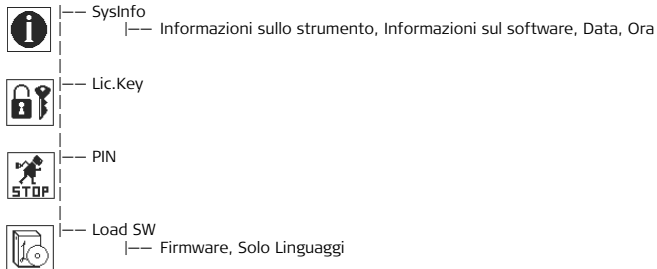 |—— SysInfo
|—— Informazioni sullo strumento, Informazioni sul software, Data, Ora
|—— Lic.Key
|—— PIN
STOP
|—— Load SW
|—— Firmware, Solo Linguaggi